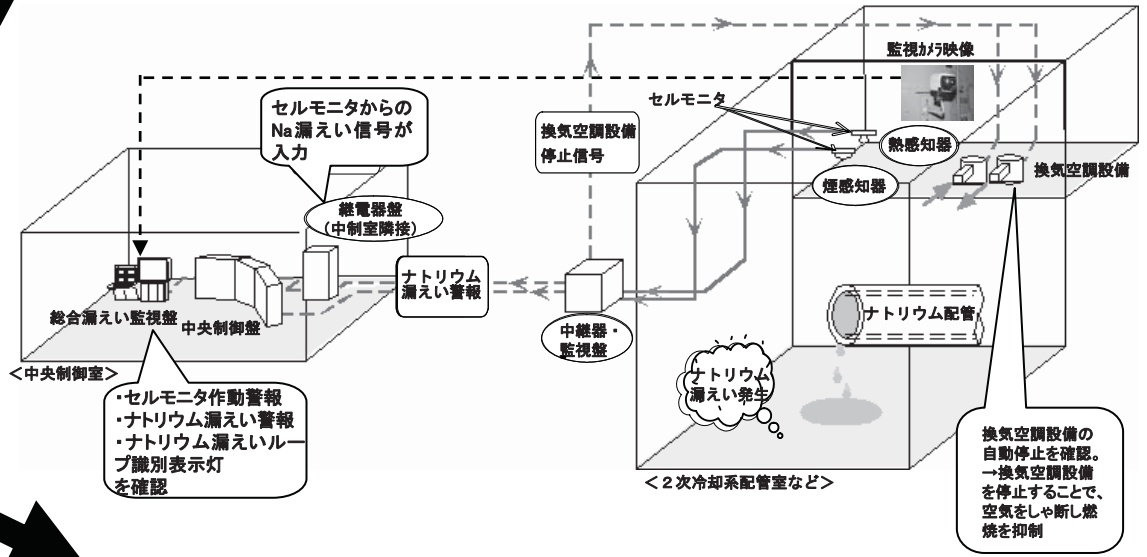 監視カメラ映像
セルモニタ
セルモニタからの
Na漏えい信号が
入力
換気空調設備
停止信号
熱感知器
煙感知器
換気空調設備
継電器盤
(中制室隣接)
ナトリウム
漏えい警報
総合漏えい監視盤
中央制御盤
中継器・
監視盤
ナトリウム配管
<中央制御室>
ナトリウム
漏えい発生
・セルモニタ作動警報
・ナトリウム漏えい警報
・ナトリウム漏えいルー
プ識別表示灯
を確認
<2次冷却系配管室など>
換気空調設備の
自動停止を確認。
→換気空調設備
を停止することで、
空気をしゃ断し燃
焼を抑制